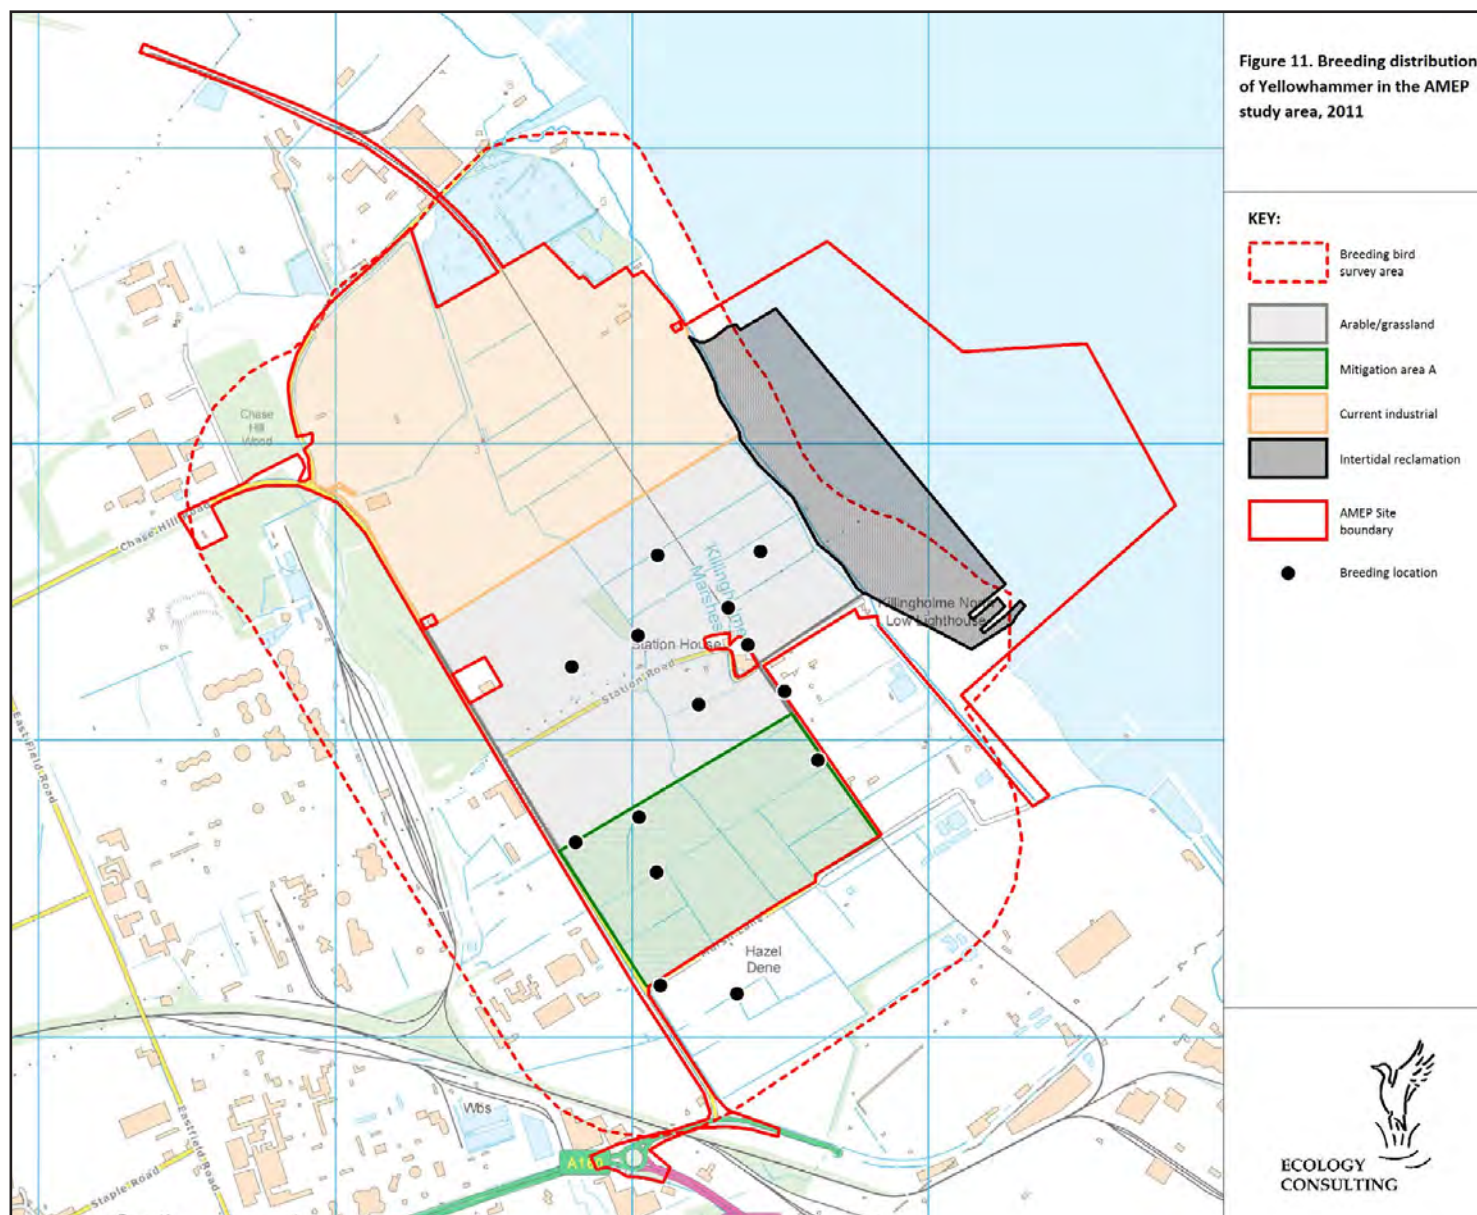 Figure 11. Breeding distribution
of Yellowhammer in the AMEP
study area, 2011
KEY:
Breeding bird
survey area
Arable/grassland
Mitigation area A
Current industrial
Intertidal reclamation
AMEP Site
boundary
Breeding location
Chase
Hill
Wood
Chase Hill Road
Killingholme
Marshes
Killingholme North
Low Lighthouse
Station House
Station Road
East Field Road
Hazel
Dene
Wks
Eastfield Road
Staple Road
ECOLOGY
CONSULTING